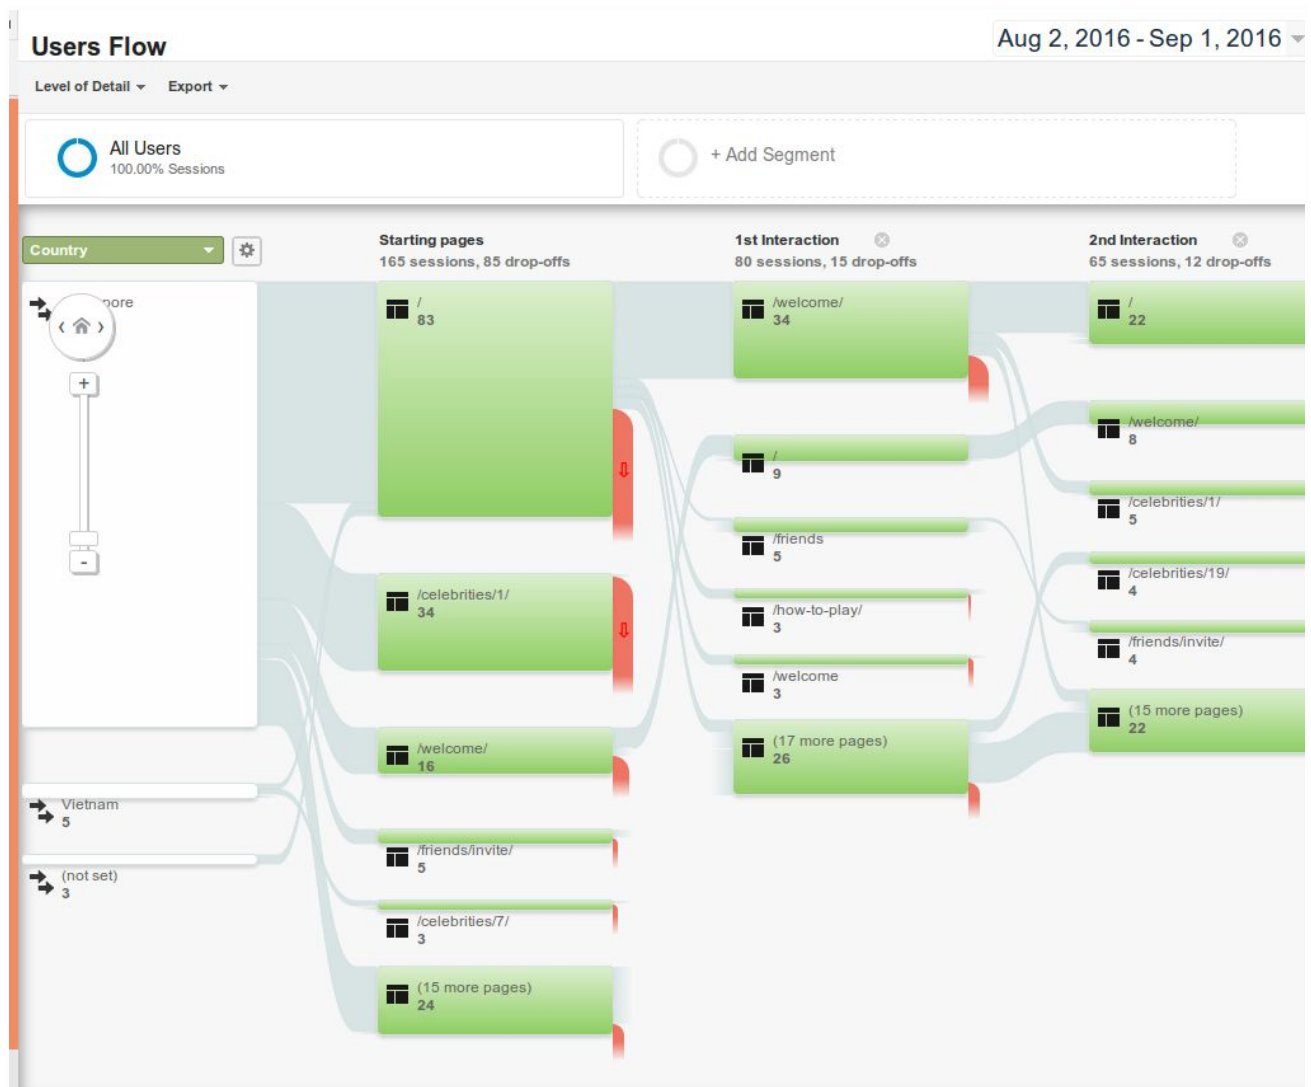 Users Flow
Aug 2, 2016 - Sep 1, 2016
Level of Detail
Export
All Users
100.00% Sessions
+ Add Segment
Country
Starting pages
165 sessions, 85 drop-offs
1st Interaction
80 sessions, 15 drop-offs
2nd Interaction
65 sessions, 12 drop-offs
pore
+
-
Vietnam
5
(not set)
3
/
83
/celebrities/1/
34
/welcome/
16
/friends/invite/
5
/celebrities/7/
3
(15 more pages)
24
/welcome/
34
/
9
/friends
5
/how-to-play/
3
/welcome
3
(17 more pages)
26
/
22
/welcome/
8
/celebrities/1/
5
/celebrities/19/
4
/friends/invite/
4
(15 more pages)
22